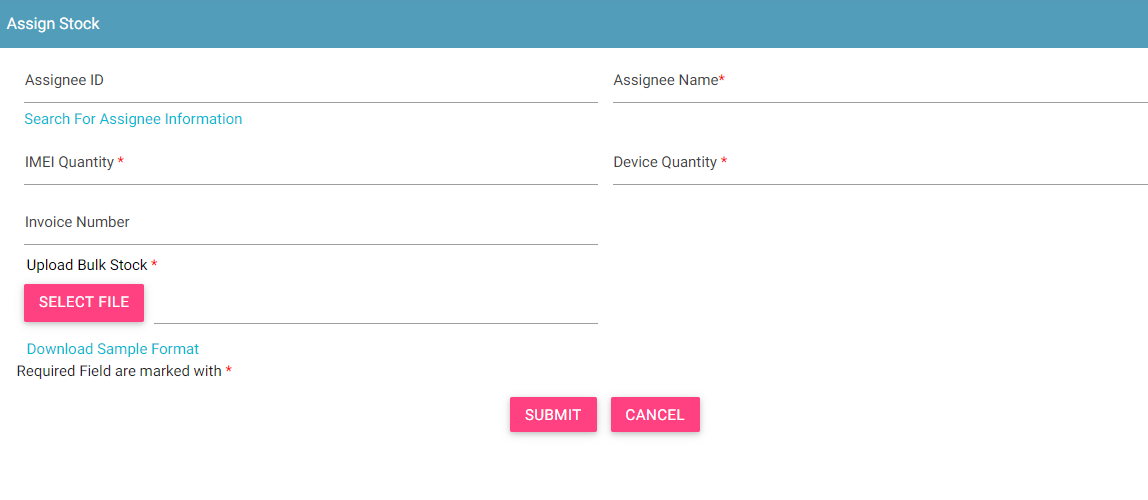 Assign Stock
Assignee ID
Assignee Name*
Search For Assignee Information
IMEI Quantity *
Device Quantity *
Invoice Number
Upload Bulk Stock *
SELECT FILE
Download Sample Format
Required Field are marked with *
SUBMIT
CANCEL